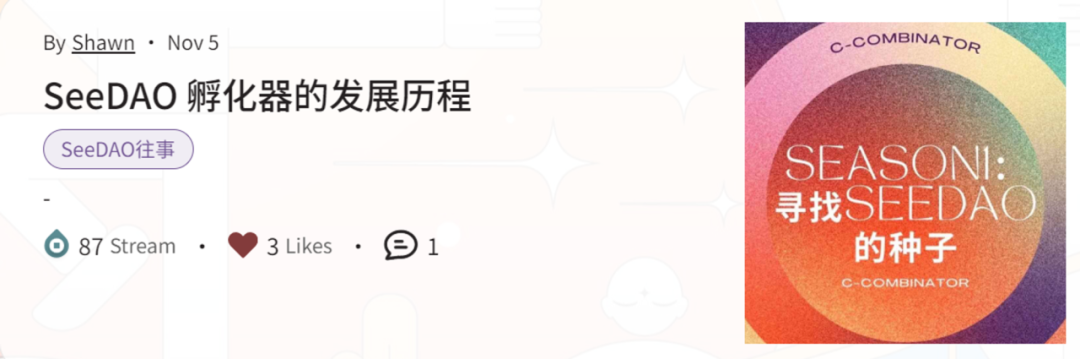 By Shawn · Nov 5
SeeDAO 孵化器的发展历程
SeeDAO往事
-
87 Stream · 3 Likes · 1
C-COMBINATOR
SEASON1:
寻找SEEDAO
的种子
C-COMBINATOR